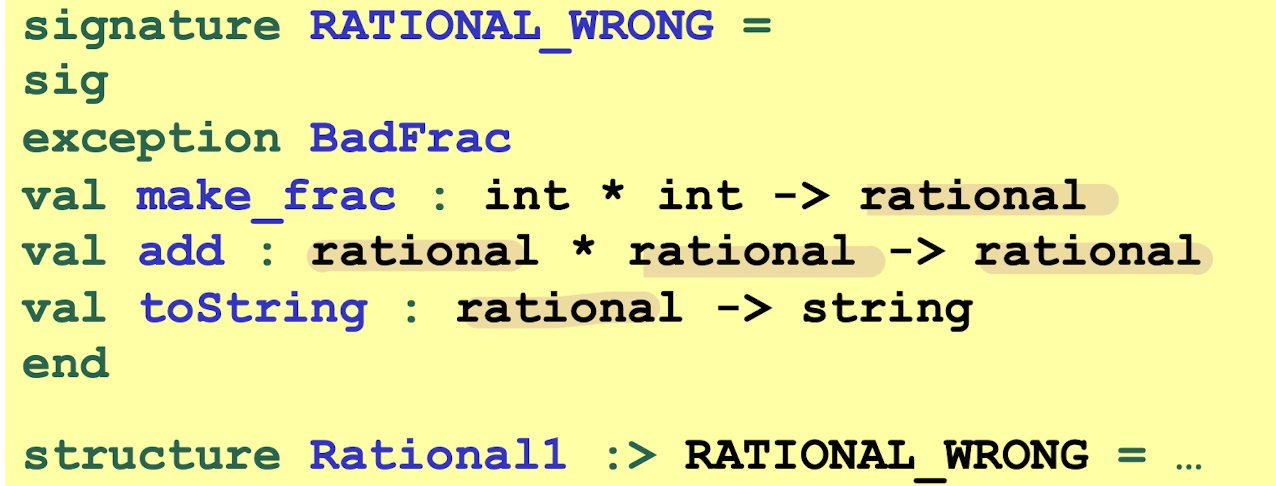 signature RATIONAL_WRONG =
sig
exception BadFrac
val make_frac : int * int -> rational
val add : rational * rational -> rational
val toString : rational -> string
end
structure Rational1 :> RATIONAL_WRONG = …